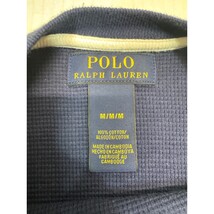 POLO
RALPH LAUREN
M/M/M
100% COTTON/
ALGODÓN/COTON
MADE IN CAMBODIA
HECHO EN CAMBOYA
FABRIQUÉ AU
CAMBODGE